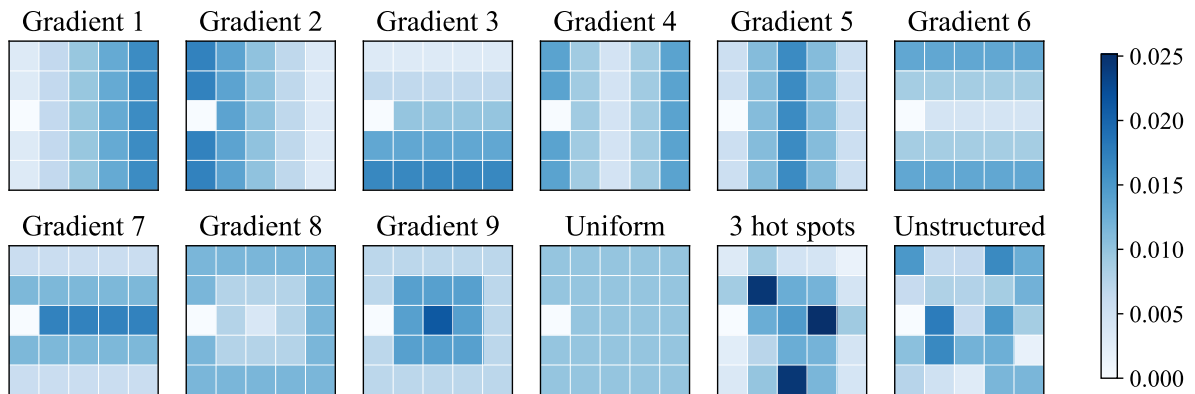 Gradient 1
Gradient 2
Gradient 3
Gradient 4
Gradient 5
Gradient 6
0.025
0.020
0.015
0.010
0.005
0.000
Gradient 7
Gradient 8
Gradient 9
Uniform
3 hot spots
Unstructured